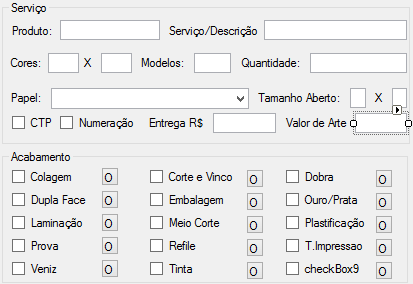 Serviço
Produto: Serviço/Descrição
Cores: X Modelos: Quantidade:
Papel: Tamanho Aberto: X
CTP Numeração Entrega R$ Valor de Arte
Acabamento
Colagem O Corte e Vinco O Dobra O
Dupla Face O Embalagem O Ouro/Prata O
Laminação O Meio Corte O Plastificação O
Prova O Refile O T.Impressao O
Veniz O Tinta O checkBox9 O